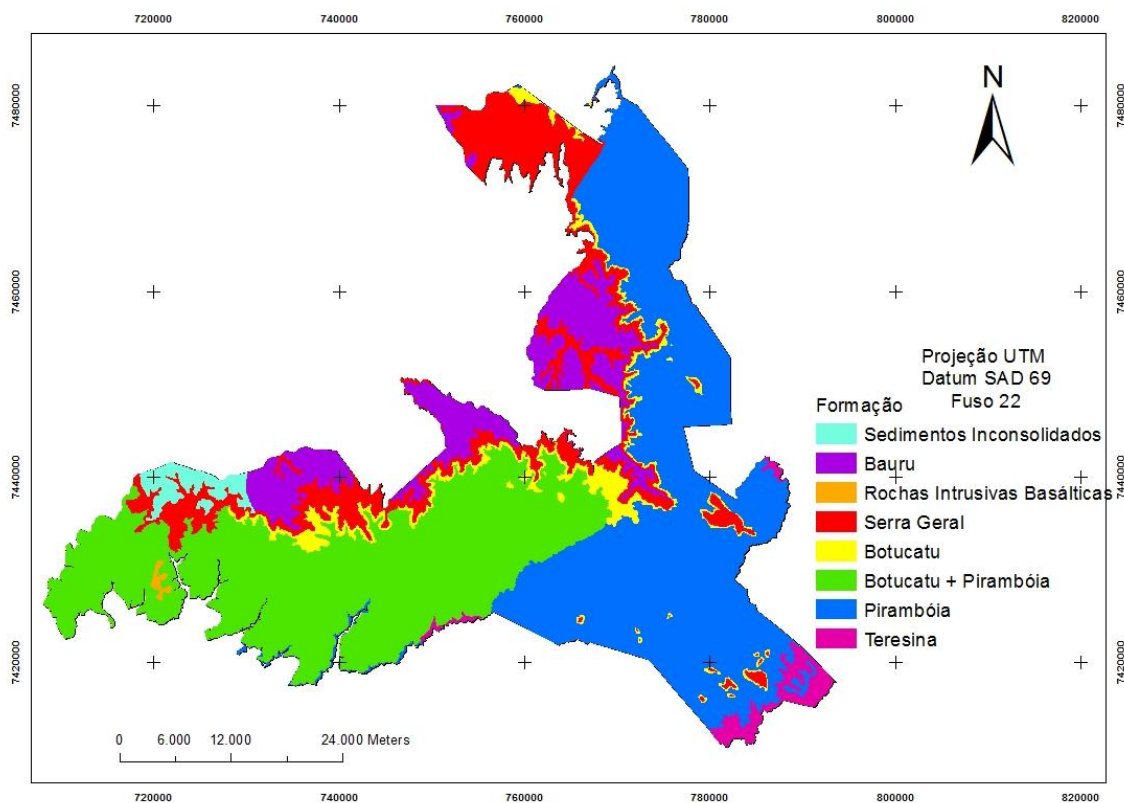 720000 740000 760000 780000 800000 820000
7480000 7480000
N
7460000 7460000
Projeção UTM
Datum SAD 69
Fuso 22
Formação
Sedimentos Inconsolidados
Bauru
7440000 7440000
Rochas Intrusivas Basálticas
Serra Geral
Botucatu
Botucatu + Pirambóia
Pirambóia
Teresina
7420000 7420000
0 6.000 12.000 24.000 Meters
720000 740000 760000 780000 800000 820000